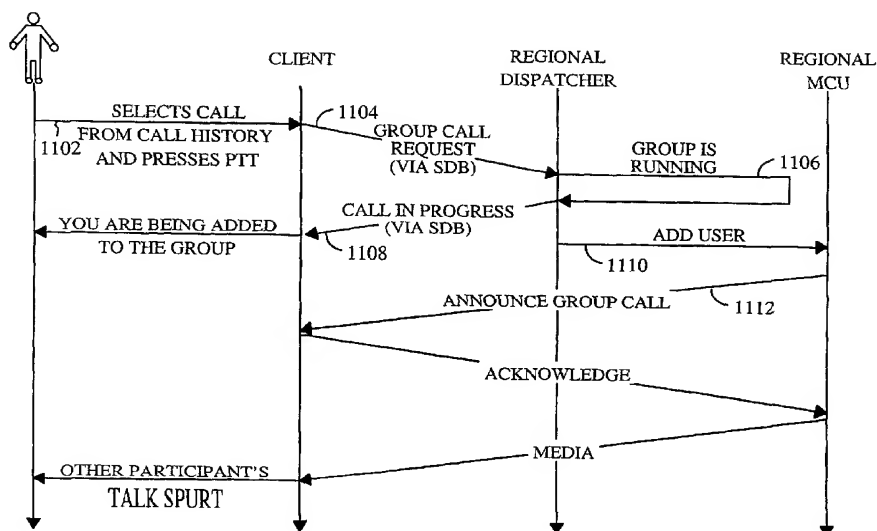 CLIENT
REGIONAL
DISPATCHER
REGIONAL
MCU
SELECTS CALL
FROM CALL HISTORY
AND PRESSES PTT
1102
1104
GROUP CALL
REQUEST
(VIA SDB)
GROUP IS
RUNNING
1106
CALL IN PROGRESS
(VIA SDB)
YOU ARE BEING ADDED
TO THE GROUP
1108
ADD USER
1110
ANNOUNCE GROUP CALL
1112
ACKNOWLEDGE
MEDIA
OTHER PARTICIPANT'S
TALK SPURT